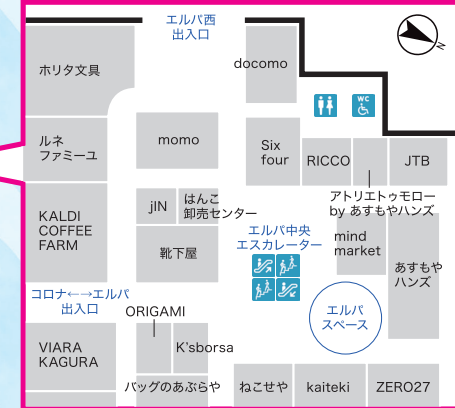 エルパ西
出入口
ホリタ文具
docomo
N
WC
ルネ
ファミーユ
momo
Six
four
RICCO
JTB
アトリエトゥモロー
by あすもやハンズ
jIN
はんこ
卸売センター
KALDI
COFFEE
FARM
靴下屋
エルパ中央
エスカレーター
mind
market
あすもや
ハンズ
コロナ←→エルパ
出入口
ORIGAMI
エルパ
スペース
VIARA
KAGURA
K'sborsa
バッグのあぶらや
ねこせや
kaiteki
ZERO27